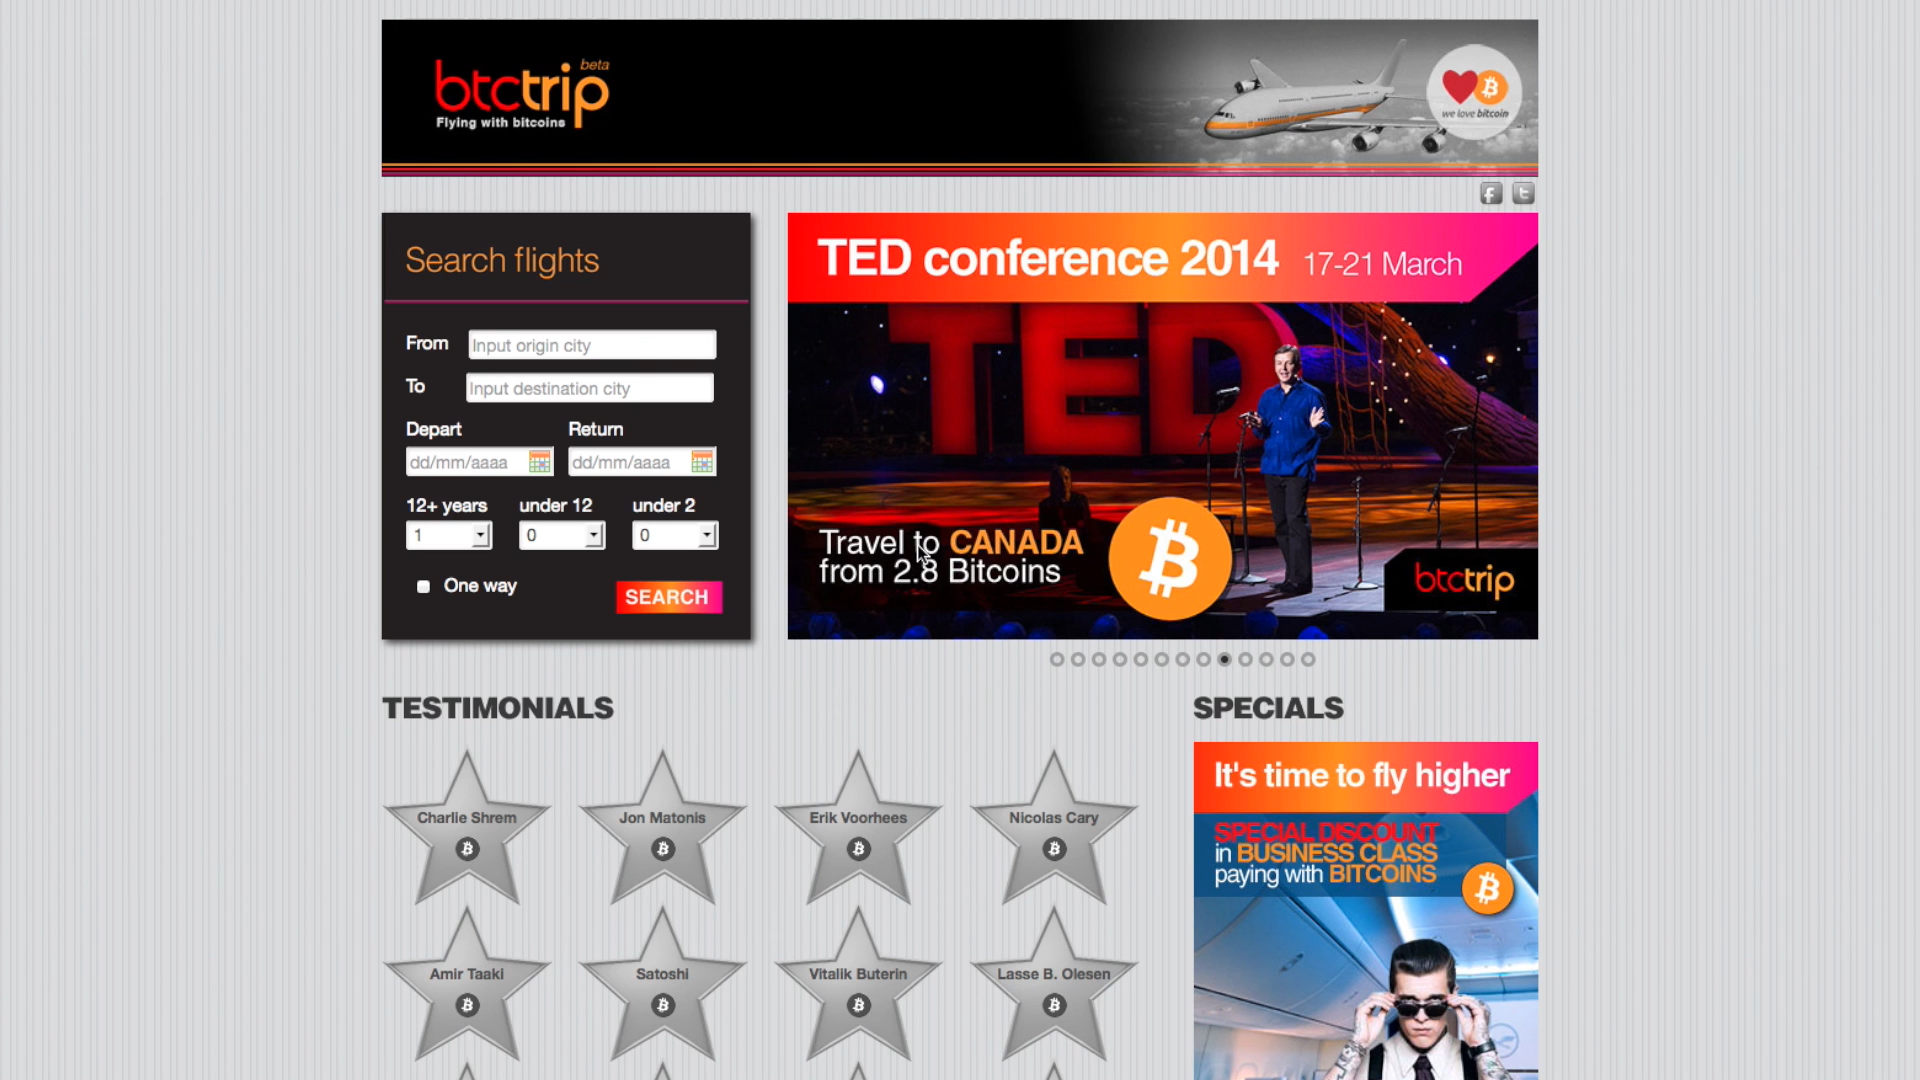 btctrip beta
Flying with bitcoins
we love bitcoin
Search flights
From Input origin city
To Input destination city
Depart Return
dd/mm/aaaa dd/mm/aaaa
12+ years under 12 under 2
1 0 0
One way
SEARCH
TED conference 2014 17-21 March
TED
Travel to CANADA
from 2.8 Bitcoins
btctrip
TESTIMONIALS
Charlie Shrem
Jon Matonis
Erik Voorhees
Nicolas Cary
Amir Taaki
Satoshi
Vitalik Buterin
Lasse B. Olesen
SPECIALS
It's time to fly higher
SPECIAL DISCOUNT
in BUSINESS CLASS
paying with BITCOINS